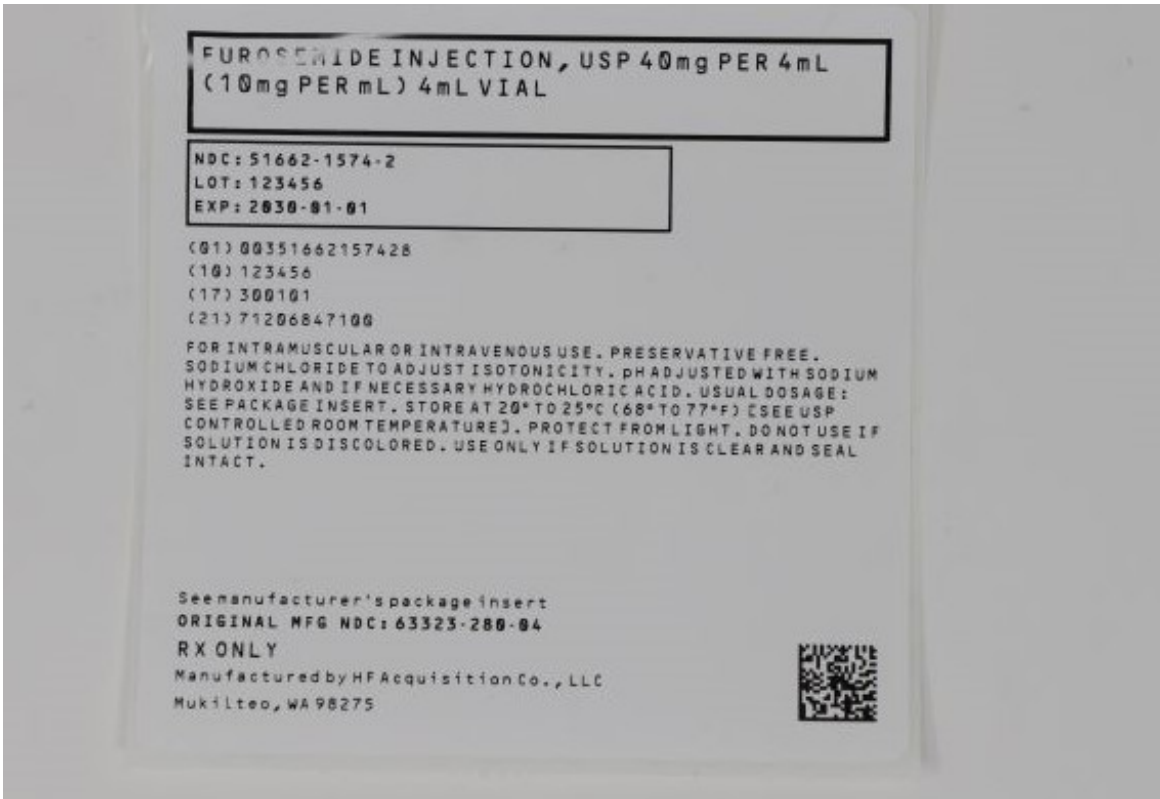 FUROSEMIDE INJECTION, USP 40mg PER 4mL
(10mg PER mL) 4mL VIAL
NDC: 51662-1574-2
LOT: 123456
EXP: 2030-01-01
(01) 00351662157428
(10) 123456
(17) 300101
(21) 71206847100
FOR INTRAMUSCULAR OR INTRAVENOUS USE. PRESERVATIVE FREE.
SODIUM CHLORIDE TO ADJUST ISOTONICITY. pH ADJUSTED WITH SODIUM
HYDROXIDE AND IF NECESSARY HYDROCHLORIC ACID. USUAL DOSAGE:
SEE PACKAGE INSERT. STORE AT 20° TO 25°C (68° TO 77°F) [SEE USP
CONTROLLED ROOM TEMPERATURE]. PROTECT FROM LIGHT. DO NOT USE IF
SOLUTION IS DISCOLORED. USE ONLY IF SOLUTION IS CLEAR AND SEAL
INTACT.
See manufacturer's package insert
ORIGINAL MFG NDC: 63323-280-04
RX ONLY
Manufactured by HF Acquisition Co., LLC
Mukilteo, WA 98275